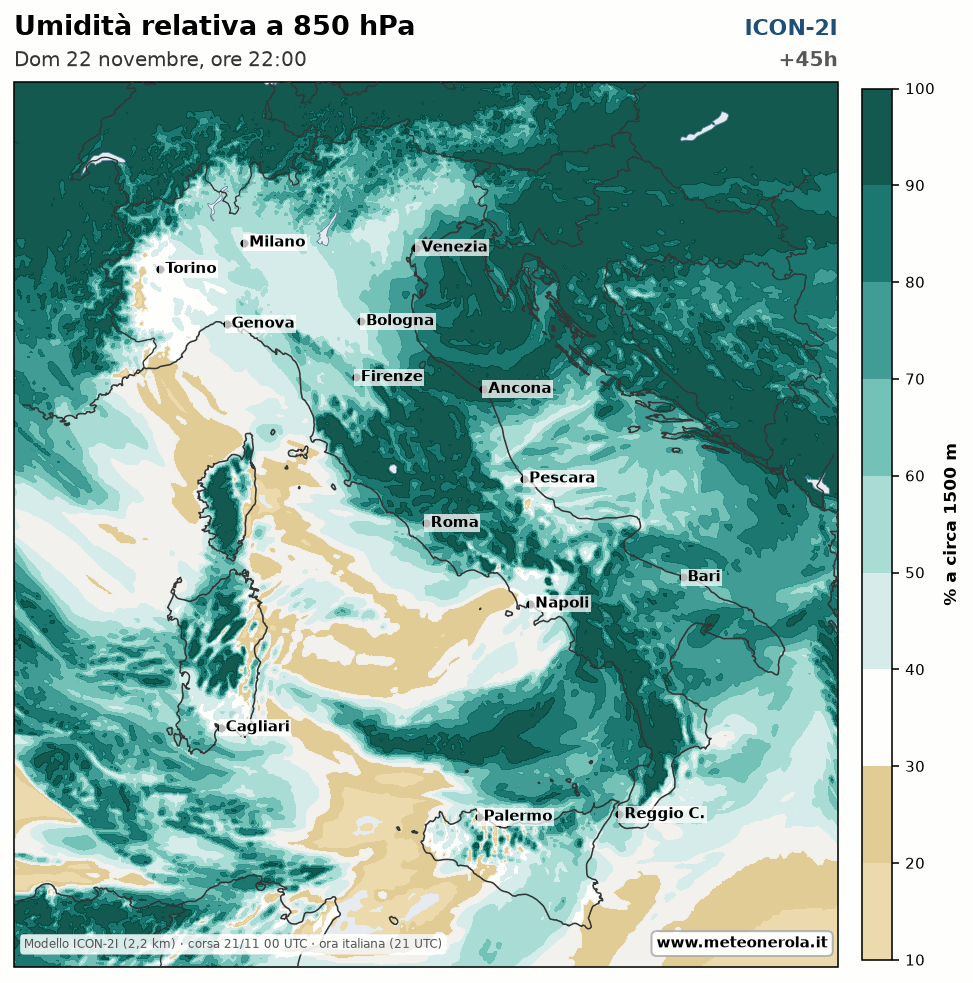 Umidità relativa a 850 hPa
ICON-2I
Dom 22 novembre, ore 22:00
+45h
100
90
80
70
60
50
40
30
20
10
% a circa 1500 m
Milano
Venezia
Torino
Genova
Bologna
Firenze
Ancona
Pescara
Roma
Bari
Napoli
Cagliari
Palermo
Reggio C.
Modello ICON-2I (2,2 km) · corsa 21/11 00 UTC · ora italiana (21 UTC)
www.meteonerola.it